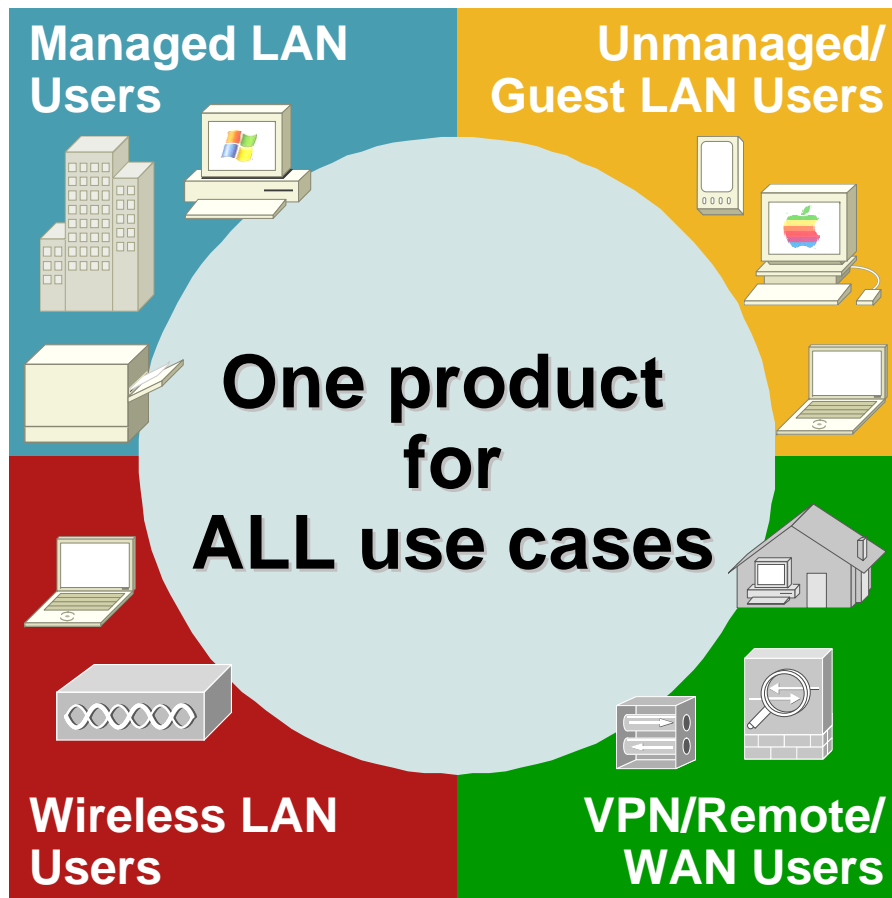 Managed LAN
Users
Unmanaged/
Guest LAN Users
One product
for
ALL use cases
Wireless LAN
Users
VPN/Remote/
WAN Users